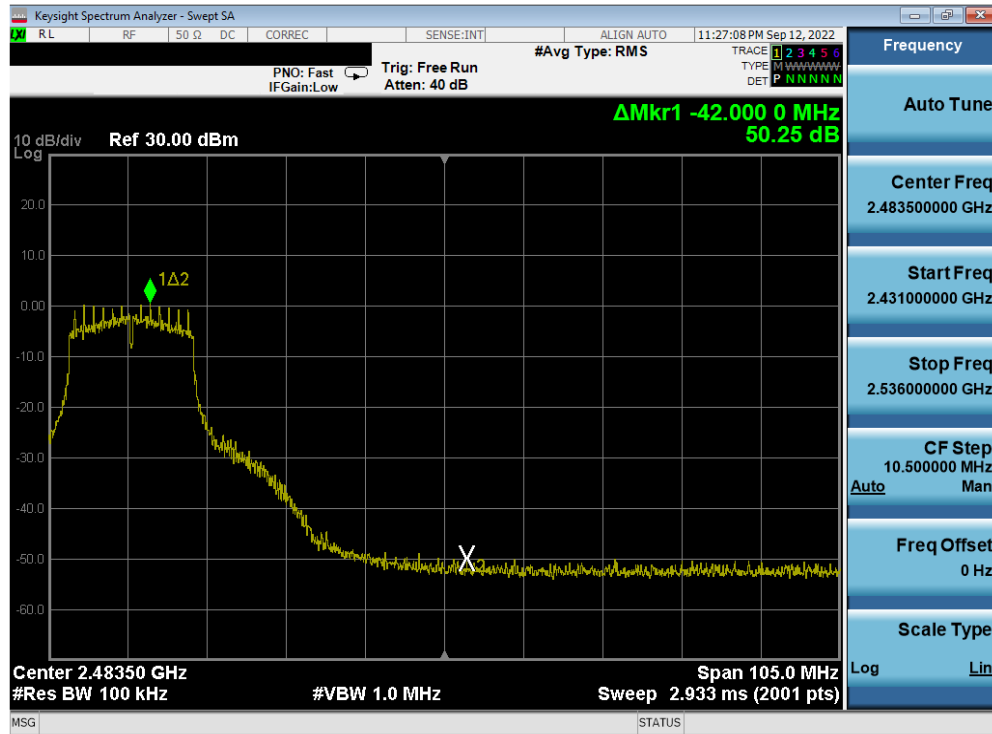 Keysight Spectrum Analyzer - Swept SA
LXI RL RF 50 Ω DC CORREC SENSE:INT ALIGN AUTO 11:27:08 PM Sep 12, 2022
#Avg Type: RMS
TRACE 1 2 3 4 5 6
TYPE M W W W W W
DET P N N N N N
PNO: Fast
IFGain:Low
Trig: Free Run
Atten: 40 dB
ΔMkr1 -42.000 0 MHz
50.25 dB
10 dB/div
Log
Ref 30.00 dBm
20.0
10.0
0.00
-10.0
-20.0
-30.0
-40.0
-50.0
-60.0
1Δ2
X2
Center 2.48350 GHz
#Res BW 100 kHz
#VBW 1.0 MHz
Span 105.0 MHz
Sweep 2.933 ms (2001 pts)
MSG
STATUS
Frequency
Auto Tune
Center Freq
2.483500000 GHz
Start Freq
2.431000000 GHz
Stop Freq
2.536000000 GHz
CF Step
10.500000 MHz
Auto Man
Freq Offset
0 Hz
Scale Type
Log Lin